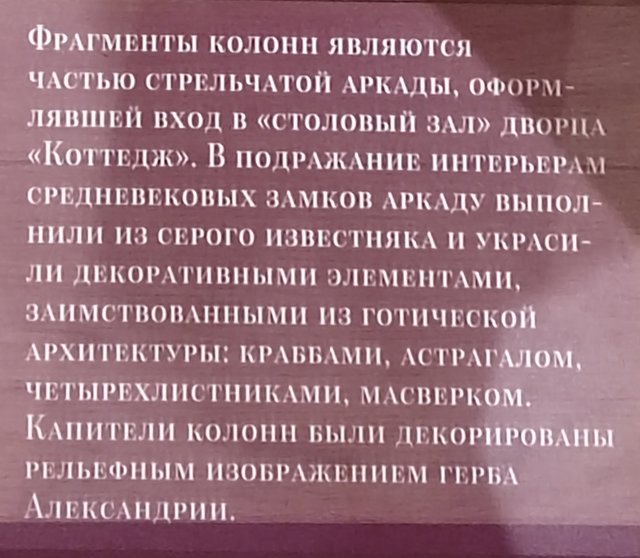 Фрагменты колонн являются
частью стрельчатой аркады, оформ-
лявшей вход в «столовый зал» дворца
«Коттедж». В подражание интерьерам
средневековых замков аркаду выпол-
нили из серого известняка и украси-
ли декоративными элементами,
заимствованными из готической
архитектуры: краббами, астрагалом,
четырехлистниками, масверком.
Капители колонн были декорированы
рельефным изображением герба
Александрии.